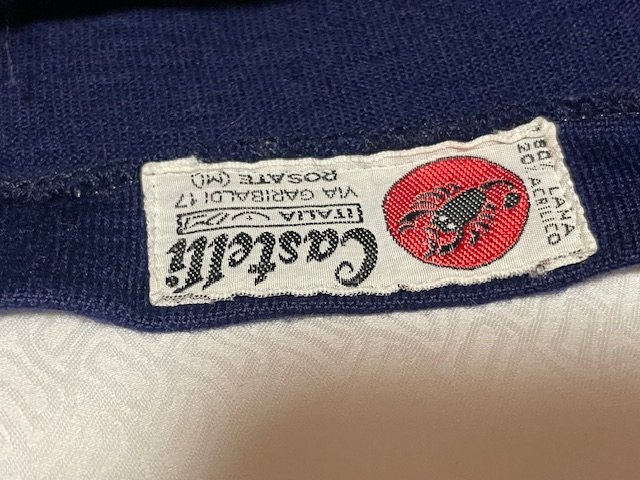 Castelli
ITALIA
VIA GARIBALDI 17
ROSATE (MI)
80% LANA
20% ACRILICO